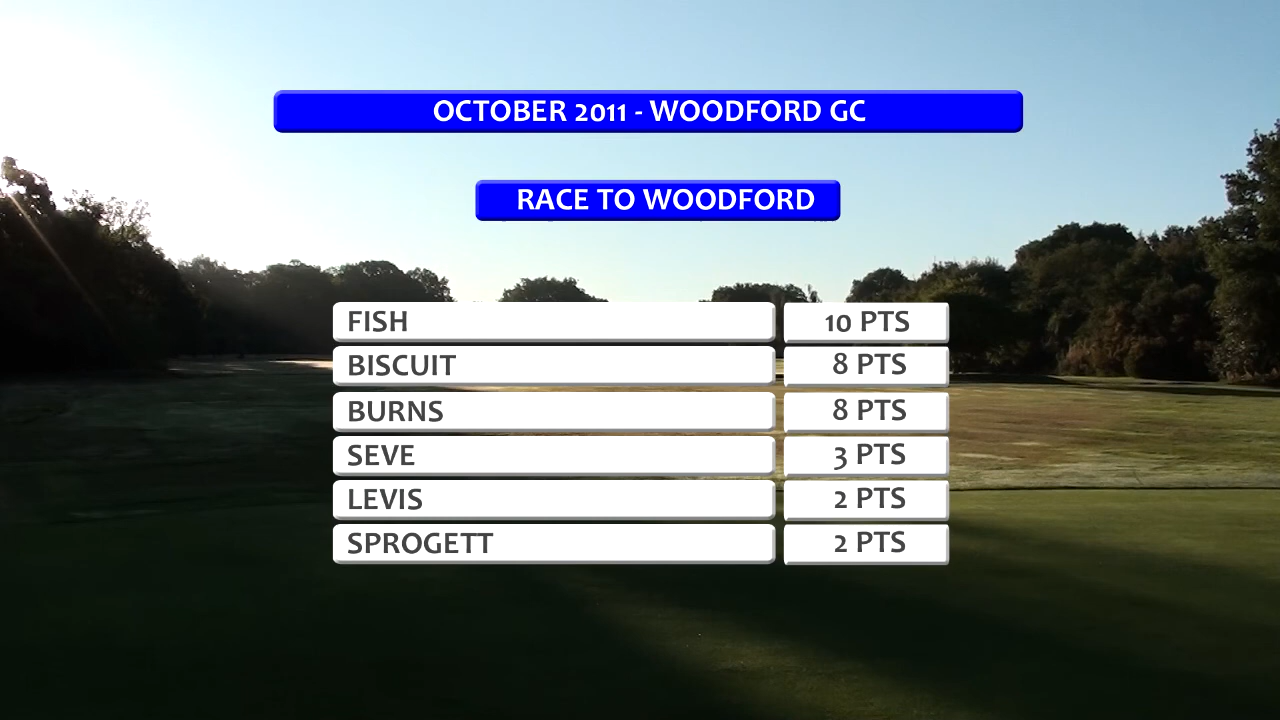 OCTOBER 2011 - WOODFORD GC
RACE TO WOODFORD
FISH 10 PTS
BISCUIT 8 PTS
BURNS 8 PTS
SEVE 3 PTS
LEVIS 2 PTS
SPROGETT 2 PTS